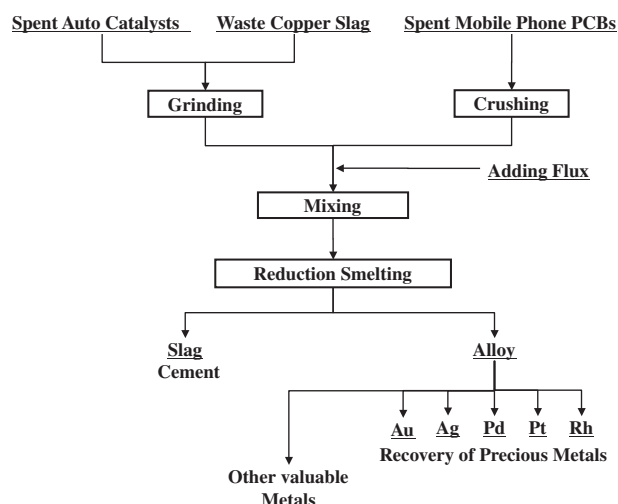 Spent Auto Catalysts
Waste Copper Slag
Spent Mobile Phone PCBs
Grinding
Crushing
Adding Flux
Mixing
Reduction Smelting
Slag
Cement
Alloy
Au
Ag
Pd
Pt
Rh
Recovery of Precious Metals
Other valuable
Metals